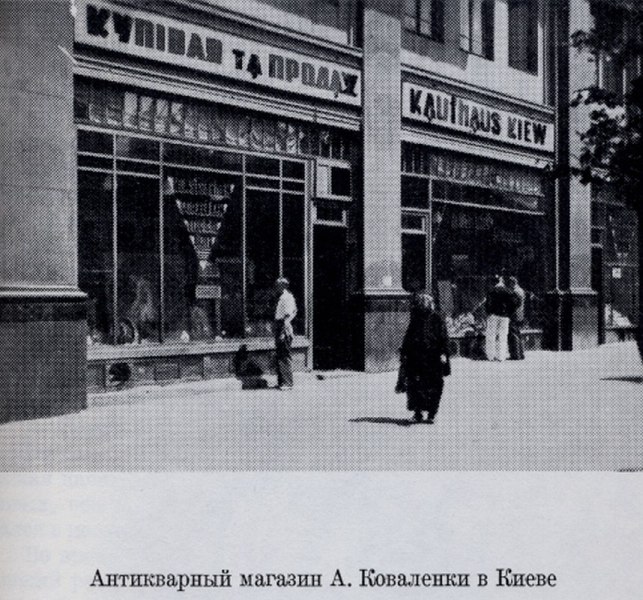 КУПІВЛЯ ТА ПРОДАЖ
KAUFHAUS KIEW
Антикварный магазин А. Коваленки в Киеве